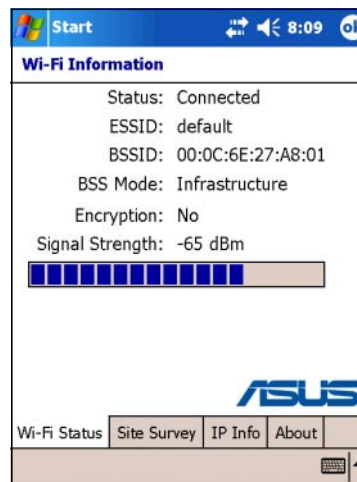 Start 8:09 ok
Wi-Fi Information
Status: Connected
ESSID: default
BSSID: 00:0C:6E:27:A8:01
BSS Mode: Infrastructure
Encryption: No
Signal Strength: -65 dBm
ASUS
Wi-Fi Status Site Survey IP Info About